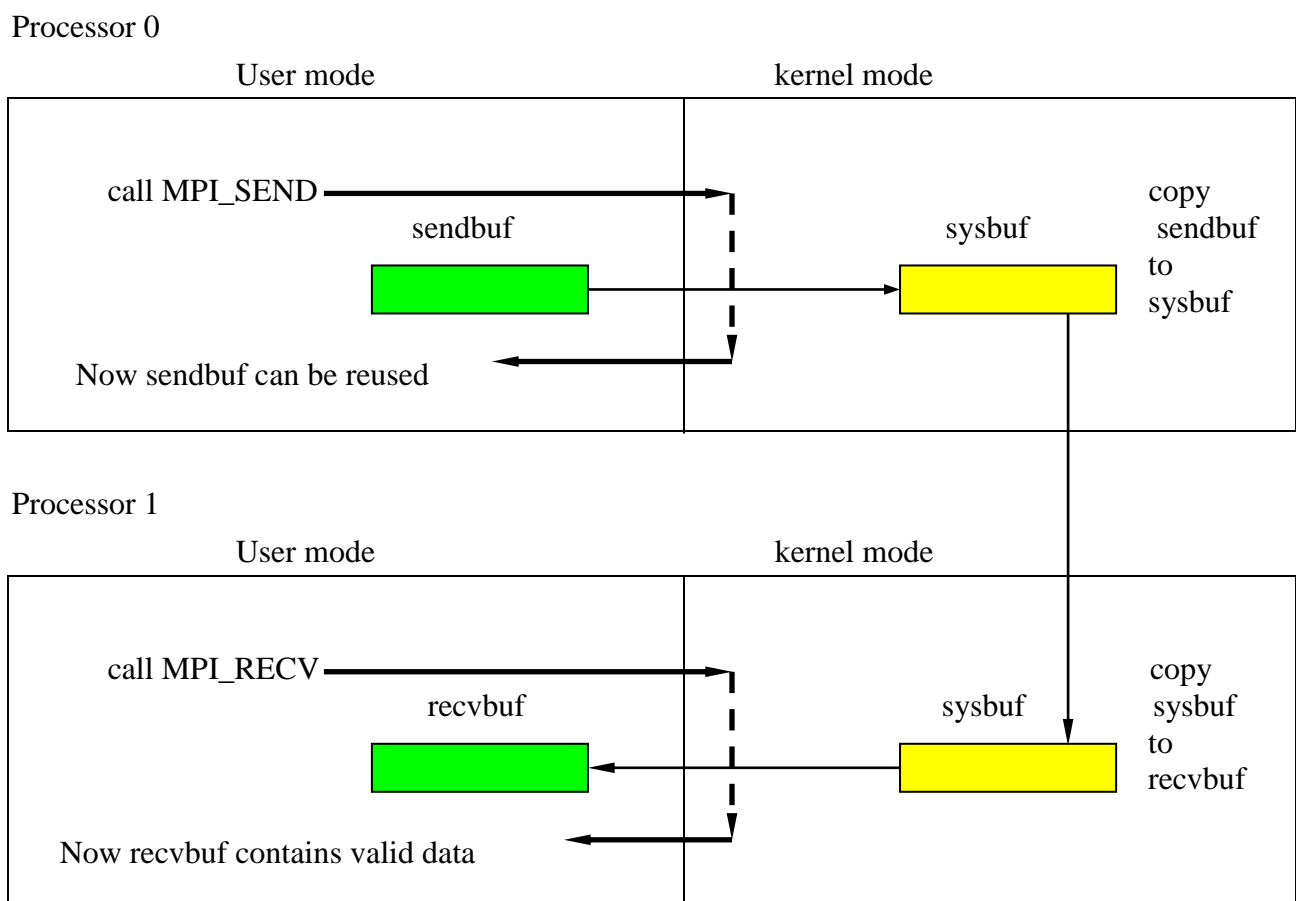 Processor 0
User mode
kernel mode
call MPI_SEND
sendbuf
sysbuf
copy
sendbuf
to
sysbuf
Now sendbuf can be reused
Processor 1
User mode
kernel mode
call MPI_RECV
recvbuf
sysbuf
copy
sysbuf
to
recvbuf
Now recvbuf contains valid data